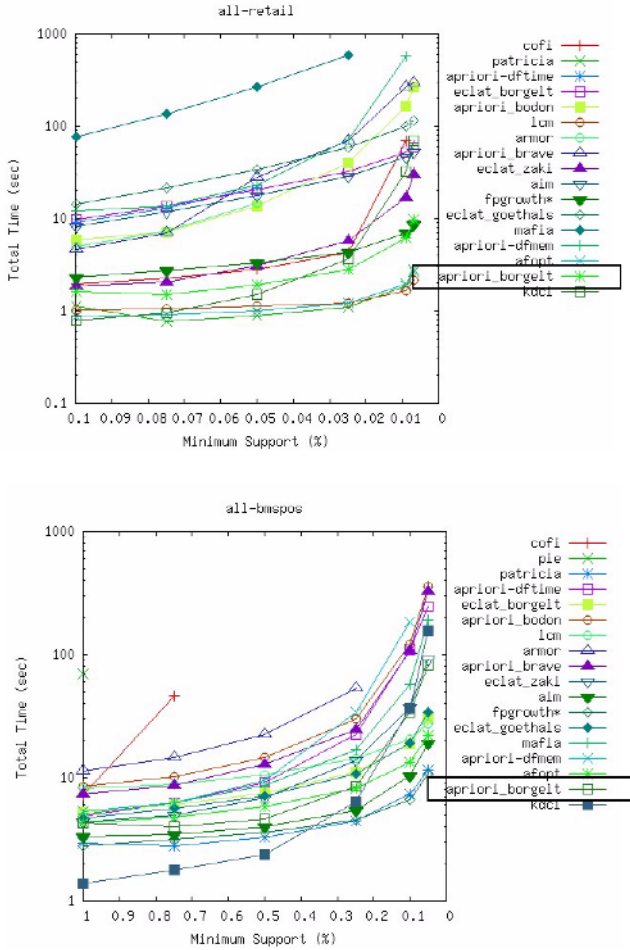 all-retail
1000
100
10
1
0.1
Total Time (sec)
cofi
patricia
apriori-dftime
eclat_borgelt
apriori_bodon
lcm
armor
apriori_brave
eclat_zaki
aim
fpgrowth*
eclat_goethals
mafia
apriori-dfmem
afopt
apriori_borgelt
kdci
0.1 0.09 0.08 0.07 0.06 0.05 0.04 0.03 0.02 0.01 0
Minimum Support (%)
all-bmspos
1000
100
10
1
Total Time (sec)
cofi
pie
patricia
apriori-dftime
eclat_borgelt
apriori_bodon
lcm
armor
apriori_brave
eclat_zaki
aim
fpgrowth*
eclat_goethals
mafia
apriori-dfmem
afopt
apriori_borgelt
kdci
1 0.9 0.8 0.7 0.6 0.5 0.4 0.3 0.2 0.1 0
Minimum Support (%)